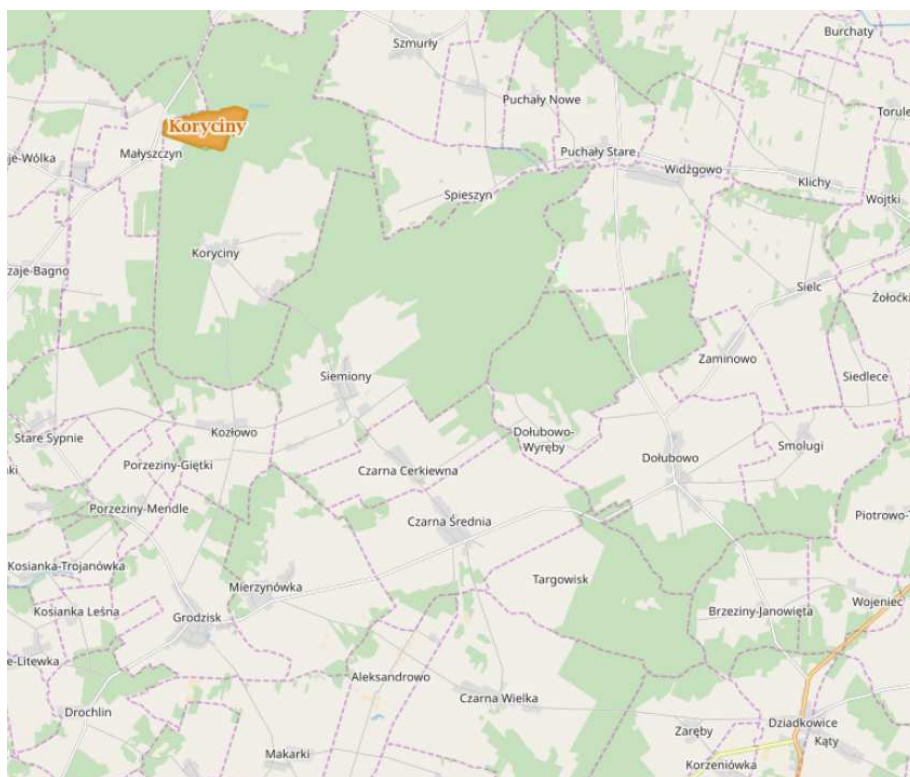 Burchaty
Szmurły
Puchały Nowe
Torule
Koryciny
Małyszczyn
Puchały Stare
je-Wólka
Widźgowo
Klichy
Spieszyn
Wojtki
Koryciny
zaje-Bagno
Sielc
Żołoćki
Zaminowo
Siemiony
Siedlece
Kozłowo
Dołubowo-
Wyręby
Stare Sypnie
Smolugi
Dołubowo
Porzeziny-Giętki
Czarna Cerkiewna
nki
Porzeziny-Mendle
Piotrowo-T
Czarna Średnia
Kosianka-Trojanówka
Targowisk
Mierzynówka
Wojeniec
Kosianka Leśna
Brzeziny-Janowięta
Grodzisk
e-Litewka
Aleksandrowo
Czarna Wielka
Drochlin
Dziadkowice
Zaręby
Kąty
Makarki
Korzeniówka